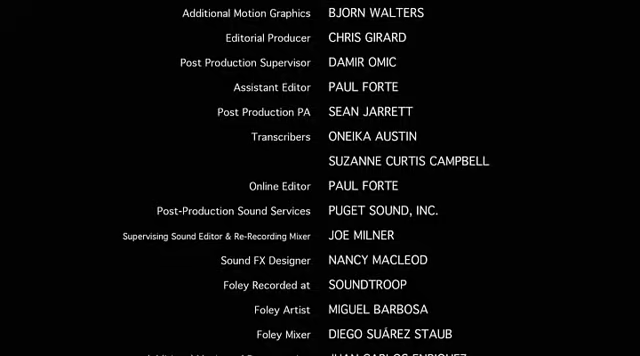 Additional Motion Graphics BJORN WALTERS
Editorial Producer CHRIS GIRARD
Post Production Supervisor DAMIR OMIC
Assistant Editor PAUL FORTE
Post Production PA SEAN JARRETT
Transcribers ONEIKA AUSTIN
SUZANNE CURTIS CAMPBELL
Online Editor PAUL FORTE
Post-Production Sound Services PUGET SOUND, INC.
Supervising Sound Editor & Re-Recording Mixer JOE MILNER
Sound FX Designer NANCY MACLEOD
Foley Recorded at SOUNDTROOP
Foley Artist MIGUEL BARBOSA
Foley Mixer DIEGO SUÁREZ STAUB
JUAN CARLOS ENRIQUEZ